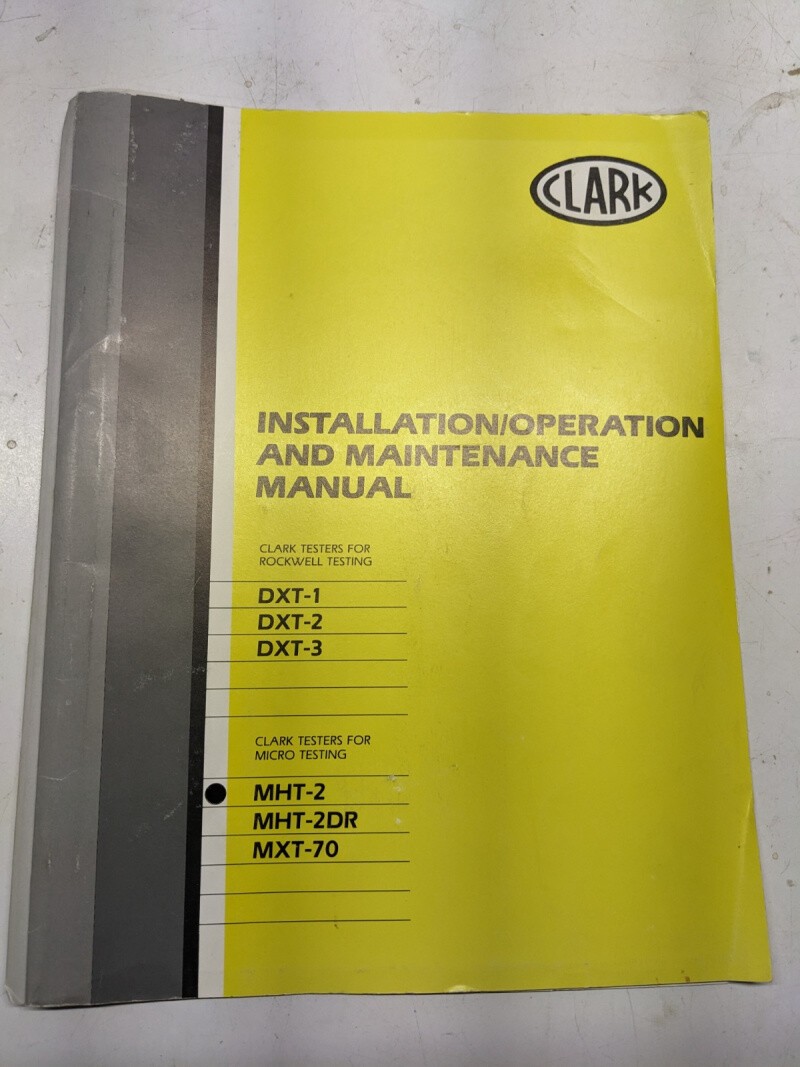 CLARK
INSTALLATION/OPERATION
AND MAINTENANCE
MANUAL
CLARK TESTERS FOR
ROCKWELL TESTING
DXT-1
DXT-2
DXT-3
CLARK TESTERS FOR
MICRO TESTING
MHT-2
MHT-2DR
MXT-70